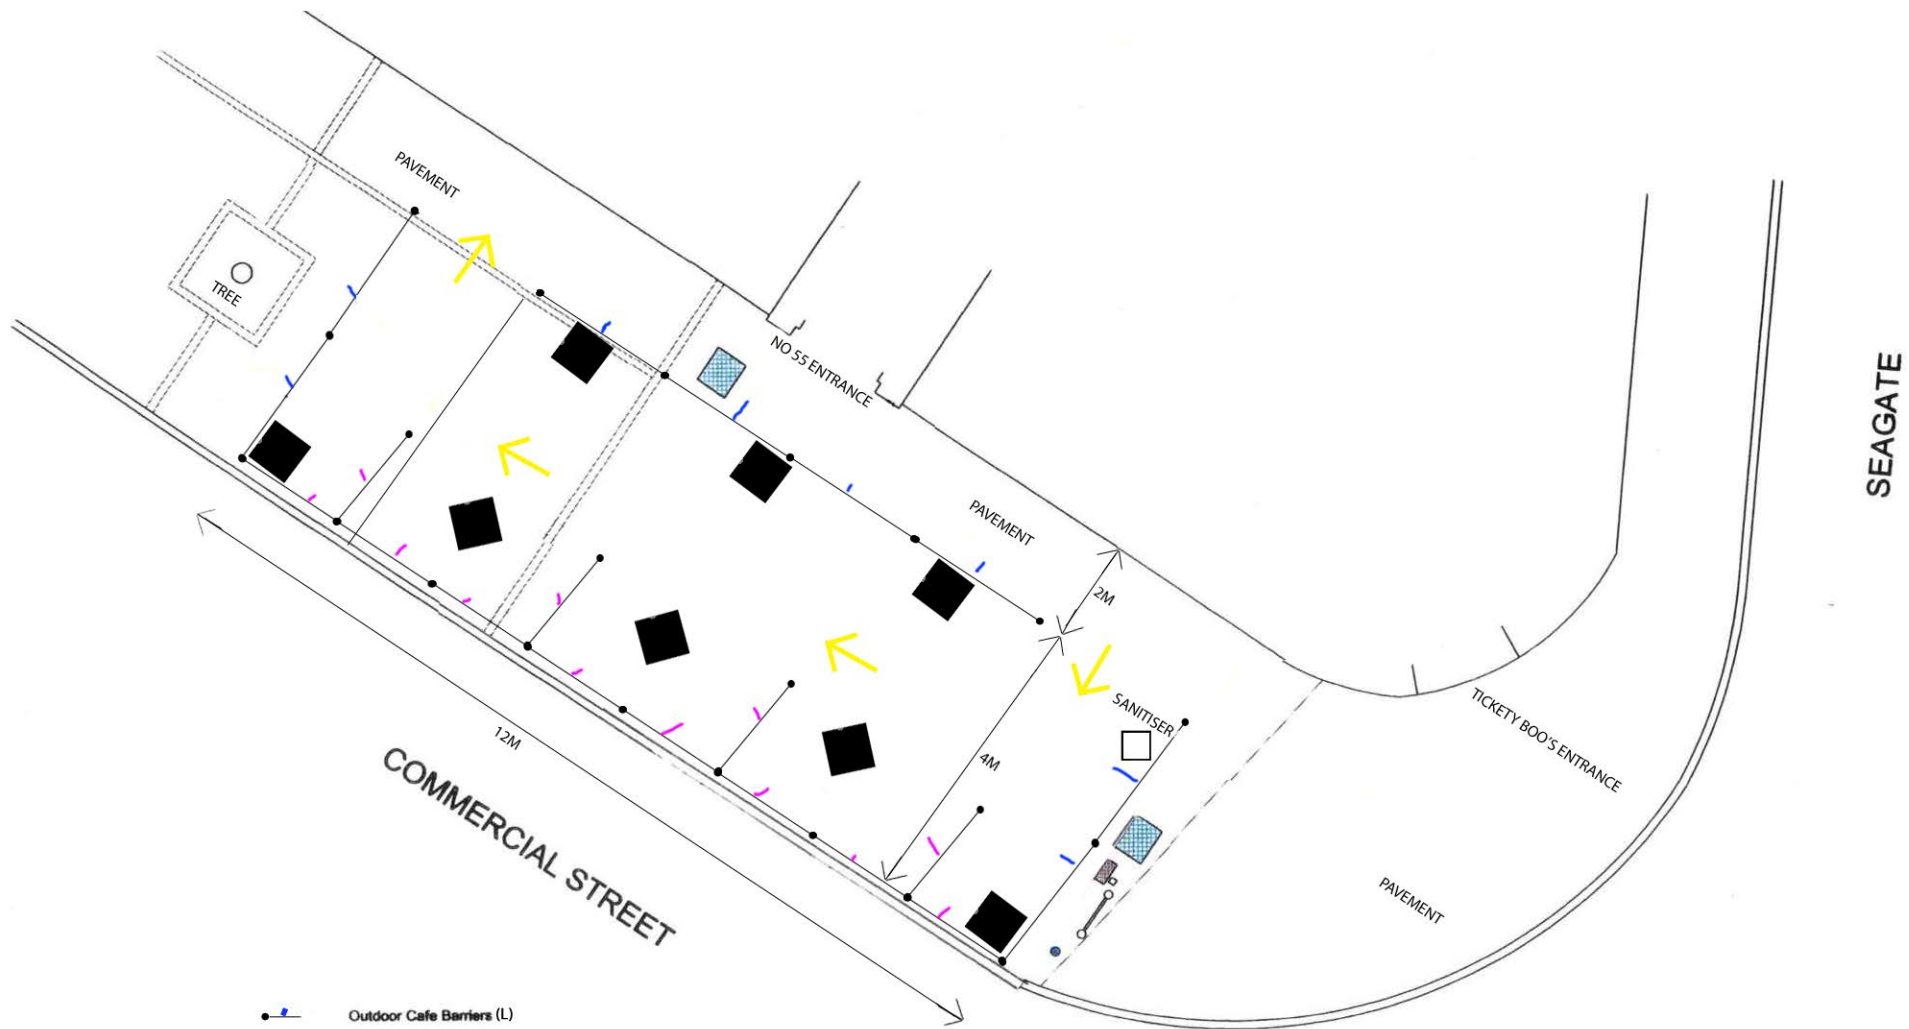 PAVEMENT
TREE
NO 55 ENTRANCE
SEAGATE
PAVEMENT
2M
SANITISER
TICKETY BOO'S ENTRANCE
12M
4M
COMMERCIAL STREET
PAVEMENT
Outdoor Cafe Barriers (L)